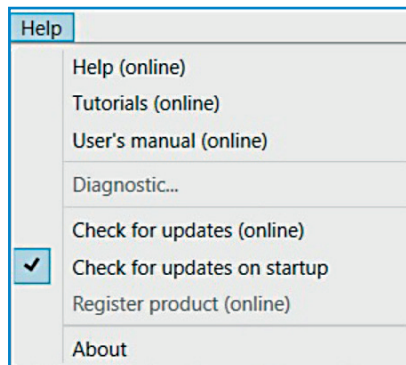 Help
Help (online)
Tutorials (online)
User's manual (online)
Diagnostic...
Check for updates (online)
Check for updates on startup
Register product (online)
About